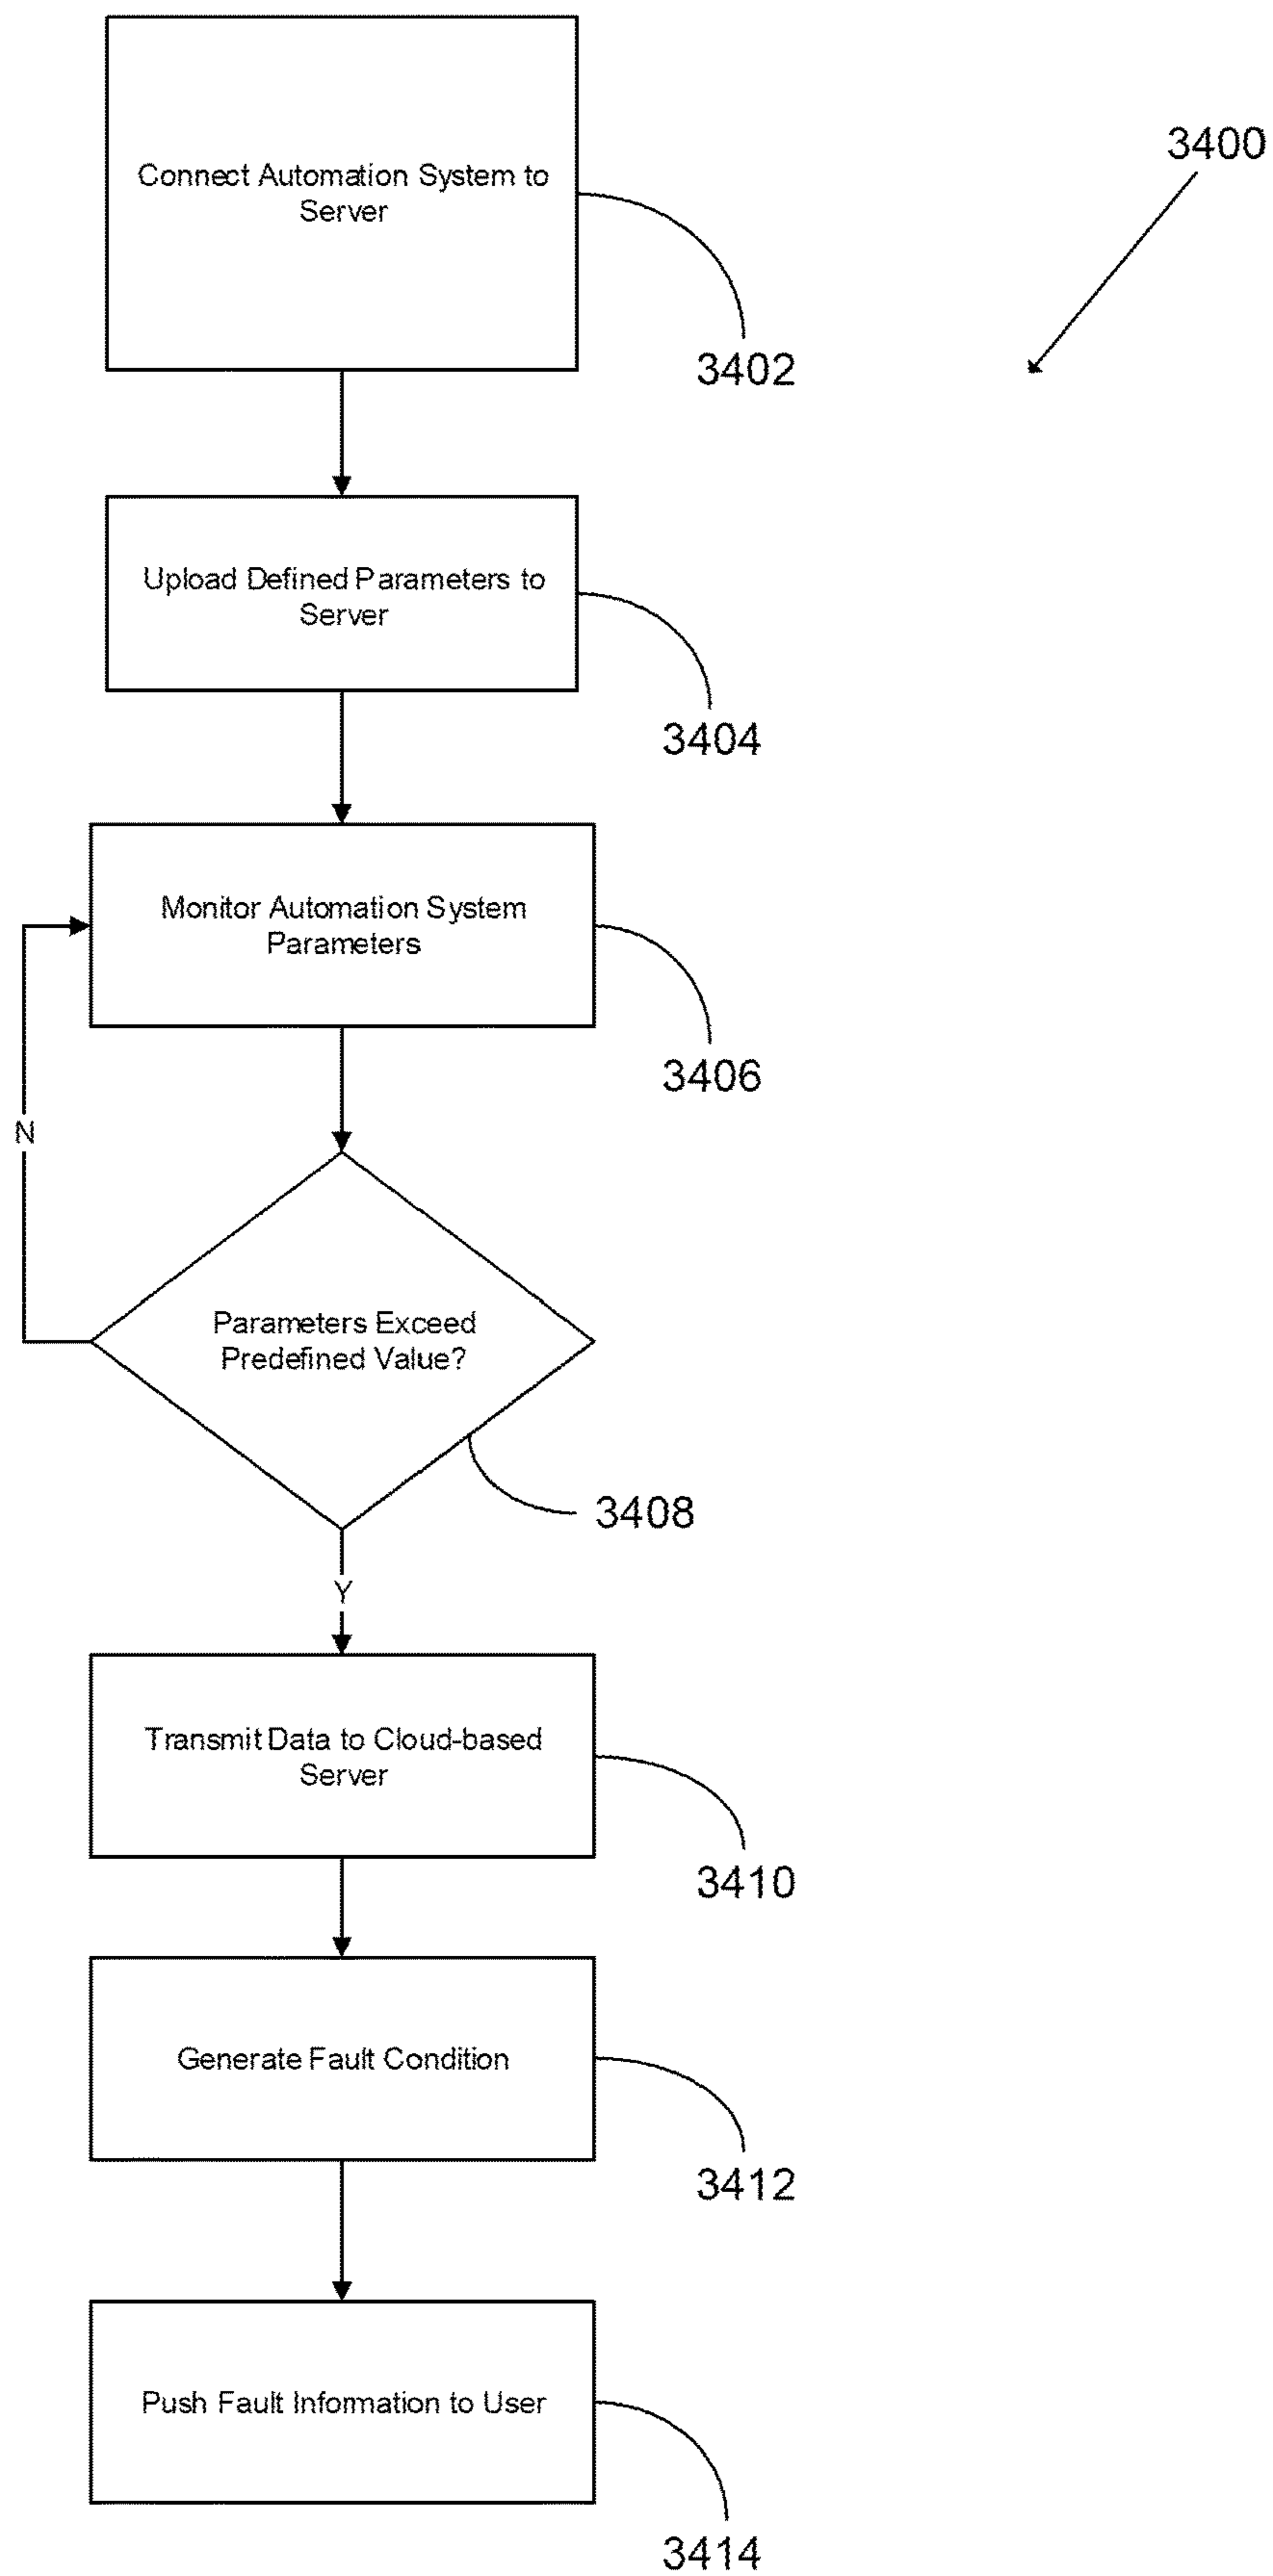 3400
Connect Automation System to
Server
3402
Upload Defined Parameters to
Server
3404
Monitor Automation System
Parameters
3406
N
Parameters Exceed
Predefined Value?
3408
Y
Transmit Data to Cloud-based
Server
3410
Generate Fault Condition
3412
Push Fault Information to User
3414